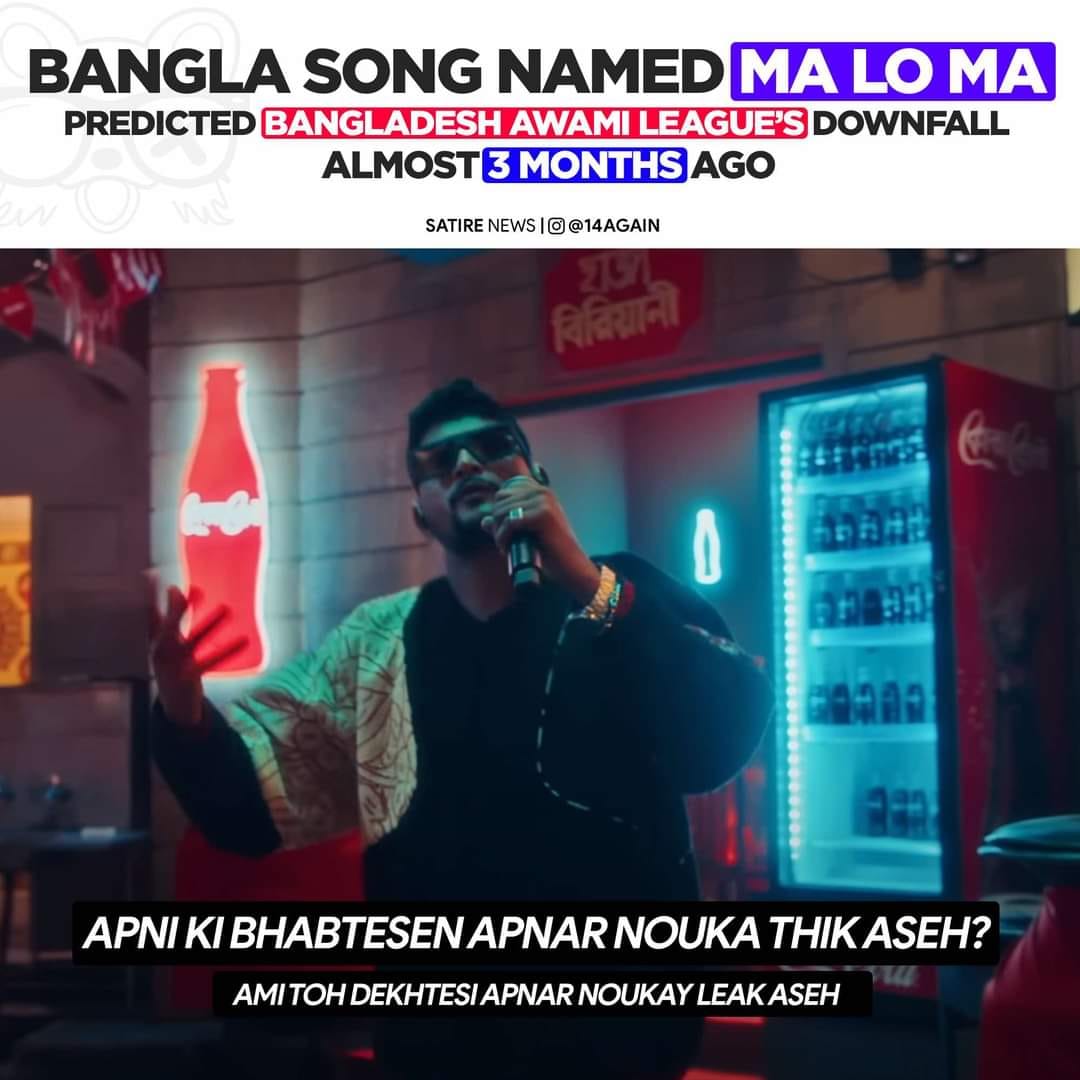 BANGLA SONG NAMED MA LO MA
PREDICTED BANGLADESH AWAMI LEAGUE'S DOWNFALL
ALMOST 3 MONTHS AGO
SATIRE NEWS | @14AGAIN
হাজী
বিরিয়ানী
APNI KI BHABTESEN APNAR NOUKA THIK ASEH?
AMI TOH DEKHTESI APNAR NOUKAY LEAK ASEH